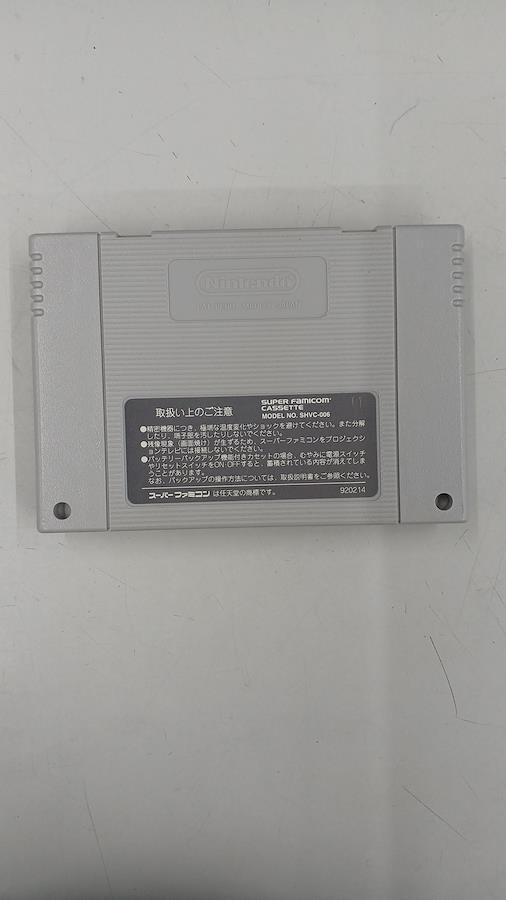 Nintendo
PAT. PEND. MADE IN JAPAN
取扱い上のご注意
SUPER FAMICOM
CASSETTE
MODEL NO. SHVC-006
●精密機器につき、極端な温度変化やショックを避けてください。また分解
したり、端子部を汚したりしないでください。
●残像現象(画面焼け)が生ずるため、スーパーファミコンをプロジェクシ
ョンテレビには接続しないでください。
●バッテリーバックアップ機能付きカセットの場合、むやみに電源スイッチ
やリセットスイッチをON・OFFすると、蓄積されている内容が消えてしま
うことがあります。
なお、バックアップの操作方法については、取扱説明書をご参照ください。
スーパーファミコン は任天堂の商標です。
920214